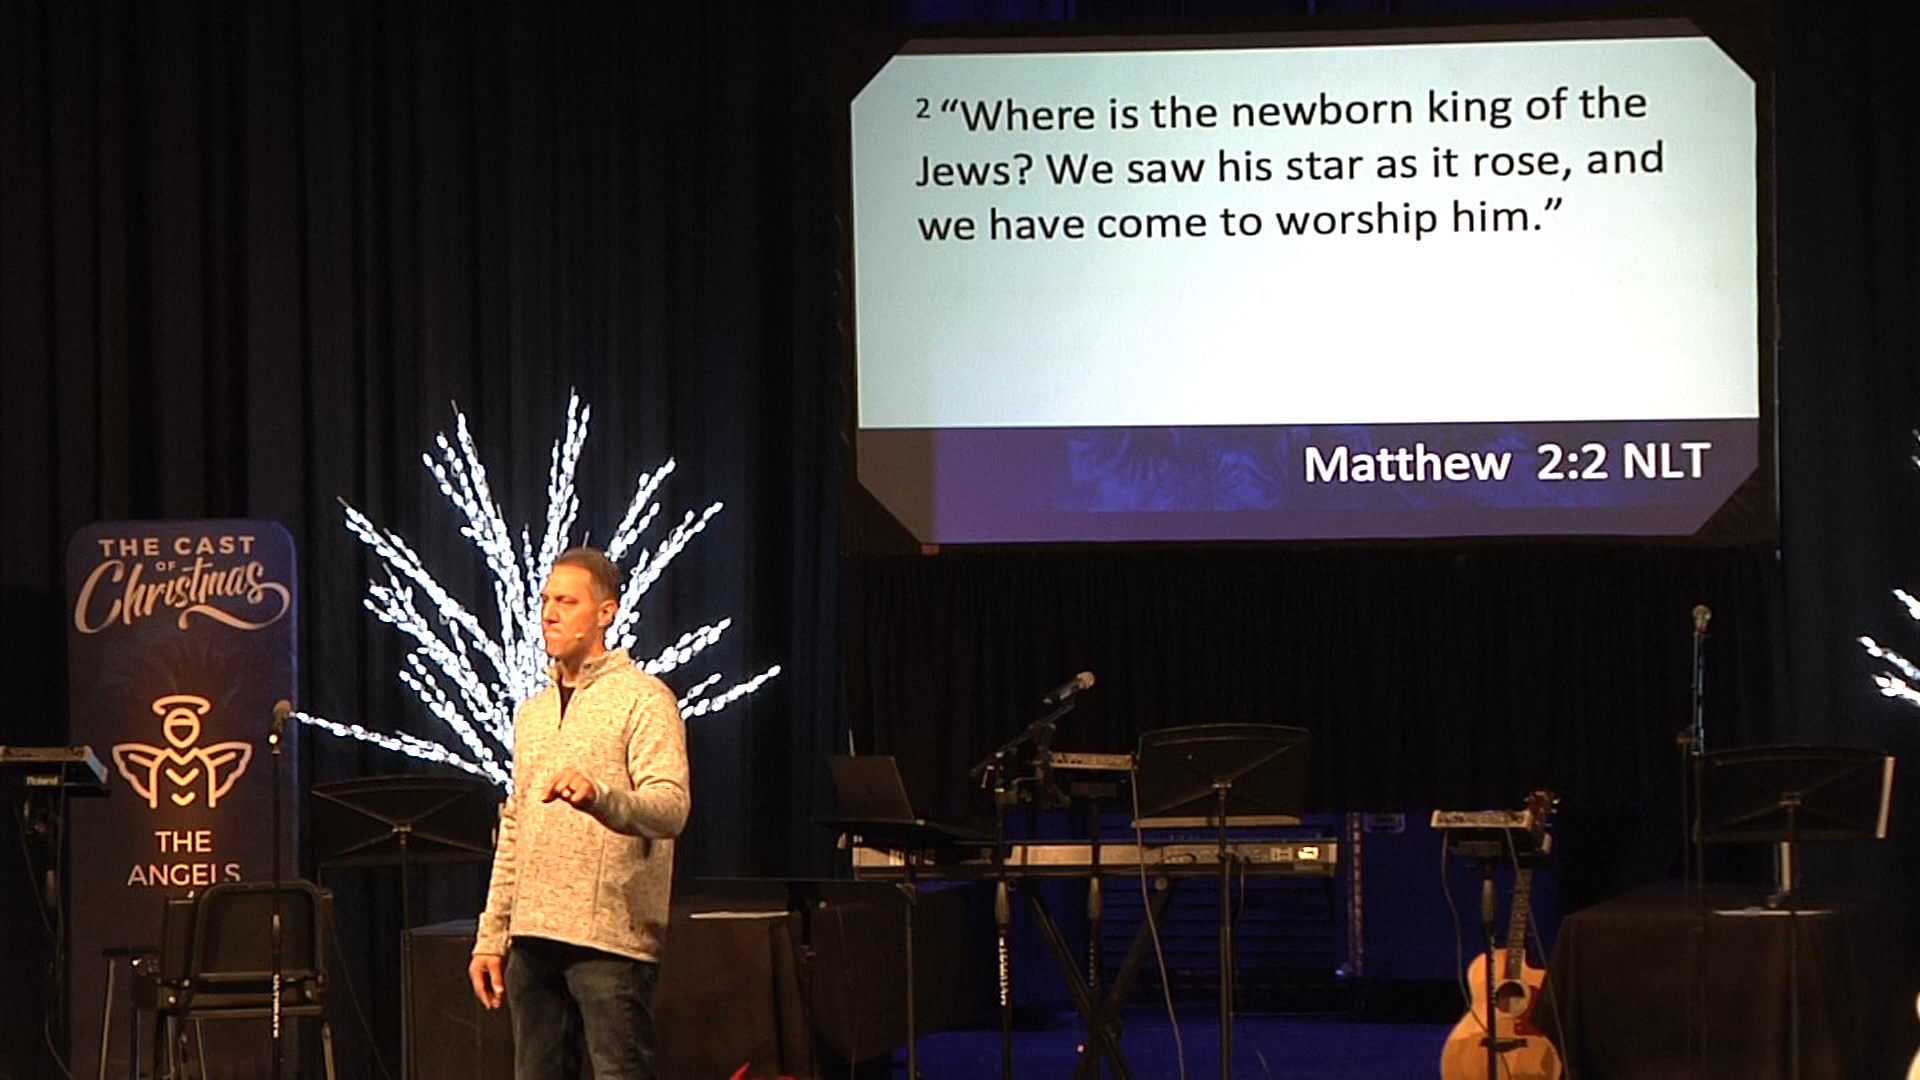 2 “Where is the newborn king of the
Jews? We saw his star as it rose, and
we have come to worship him.”
Matthew 2:2 NLT
THE CAST
OF
Christmas
THE
ANGELS
Roland